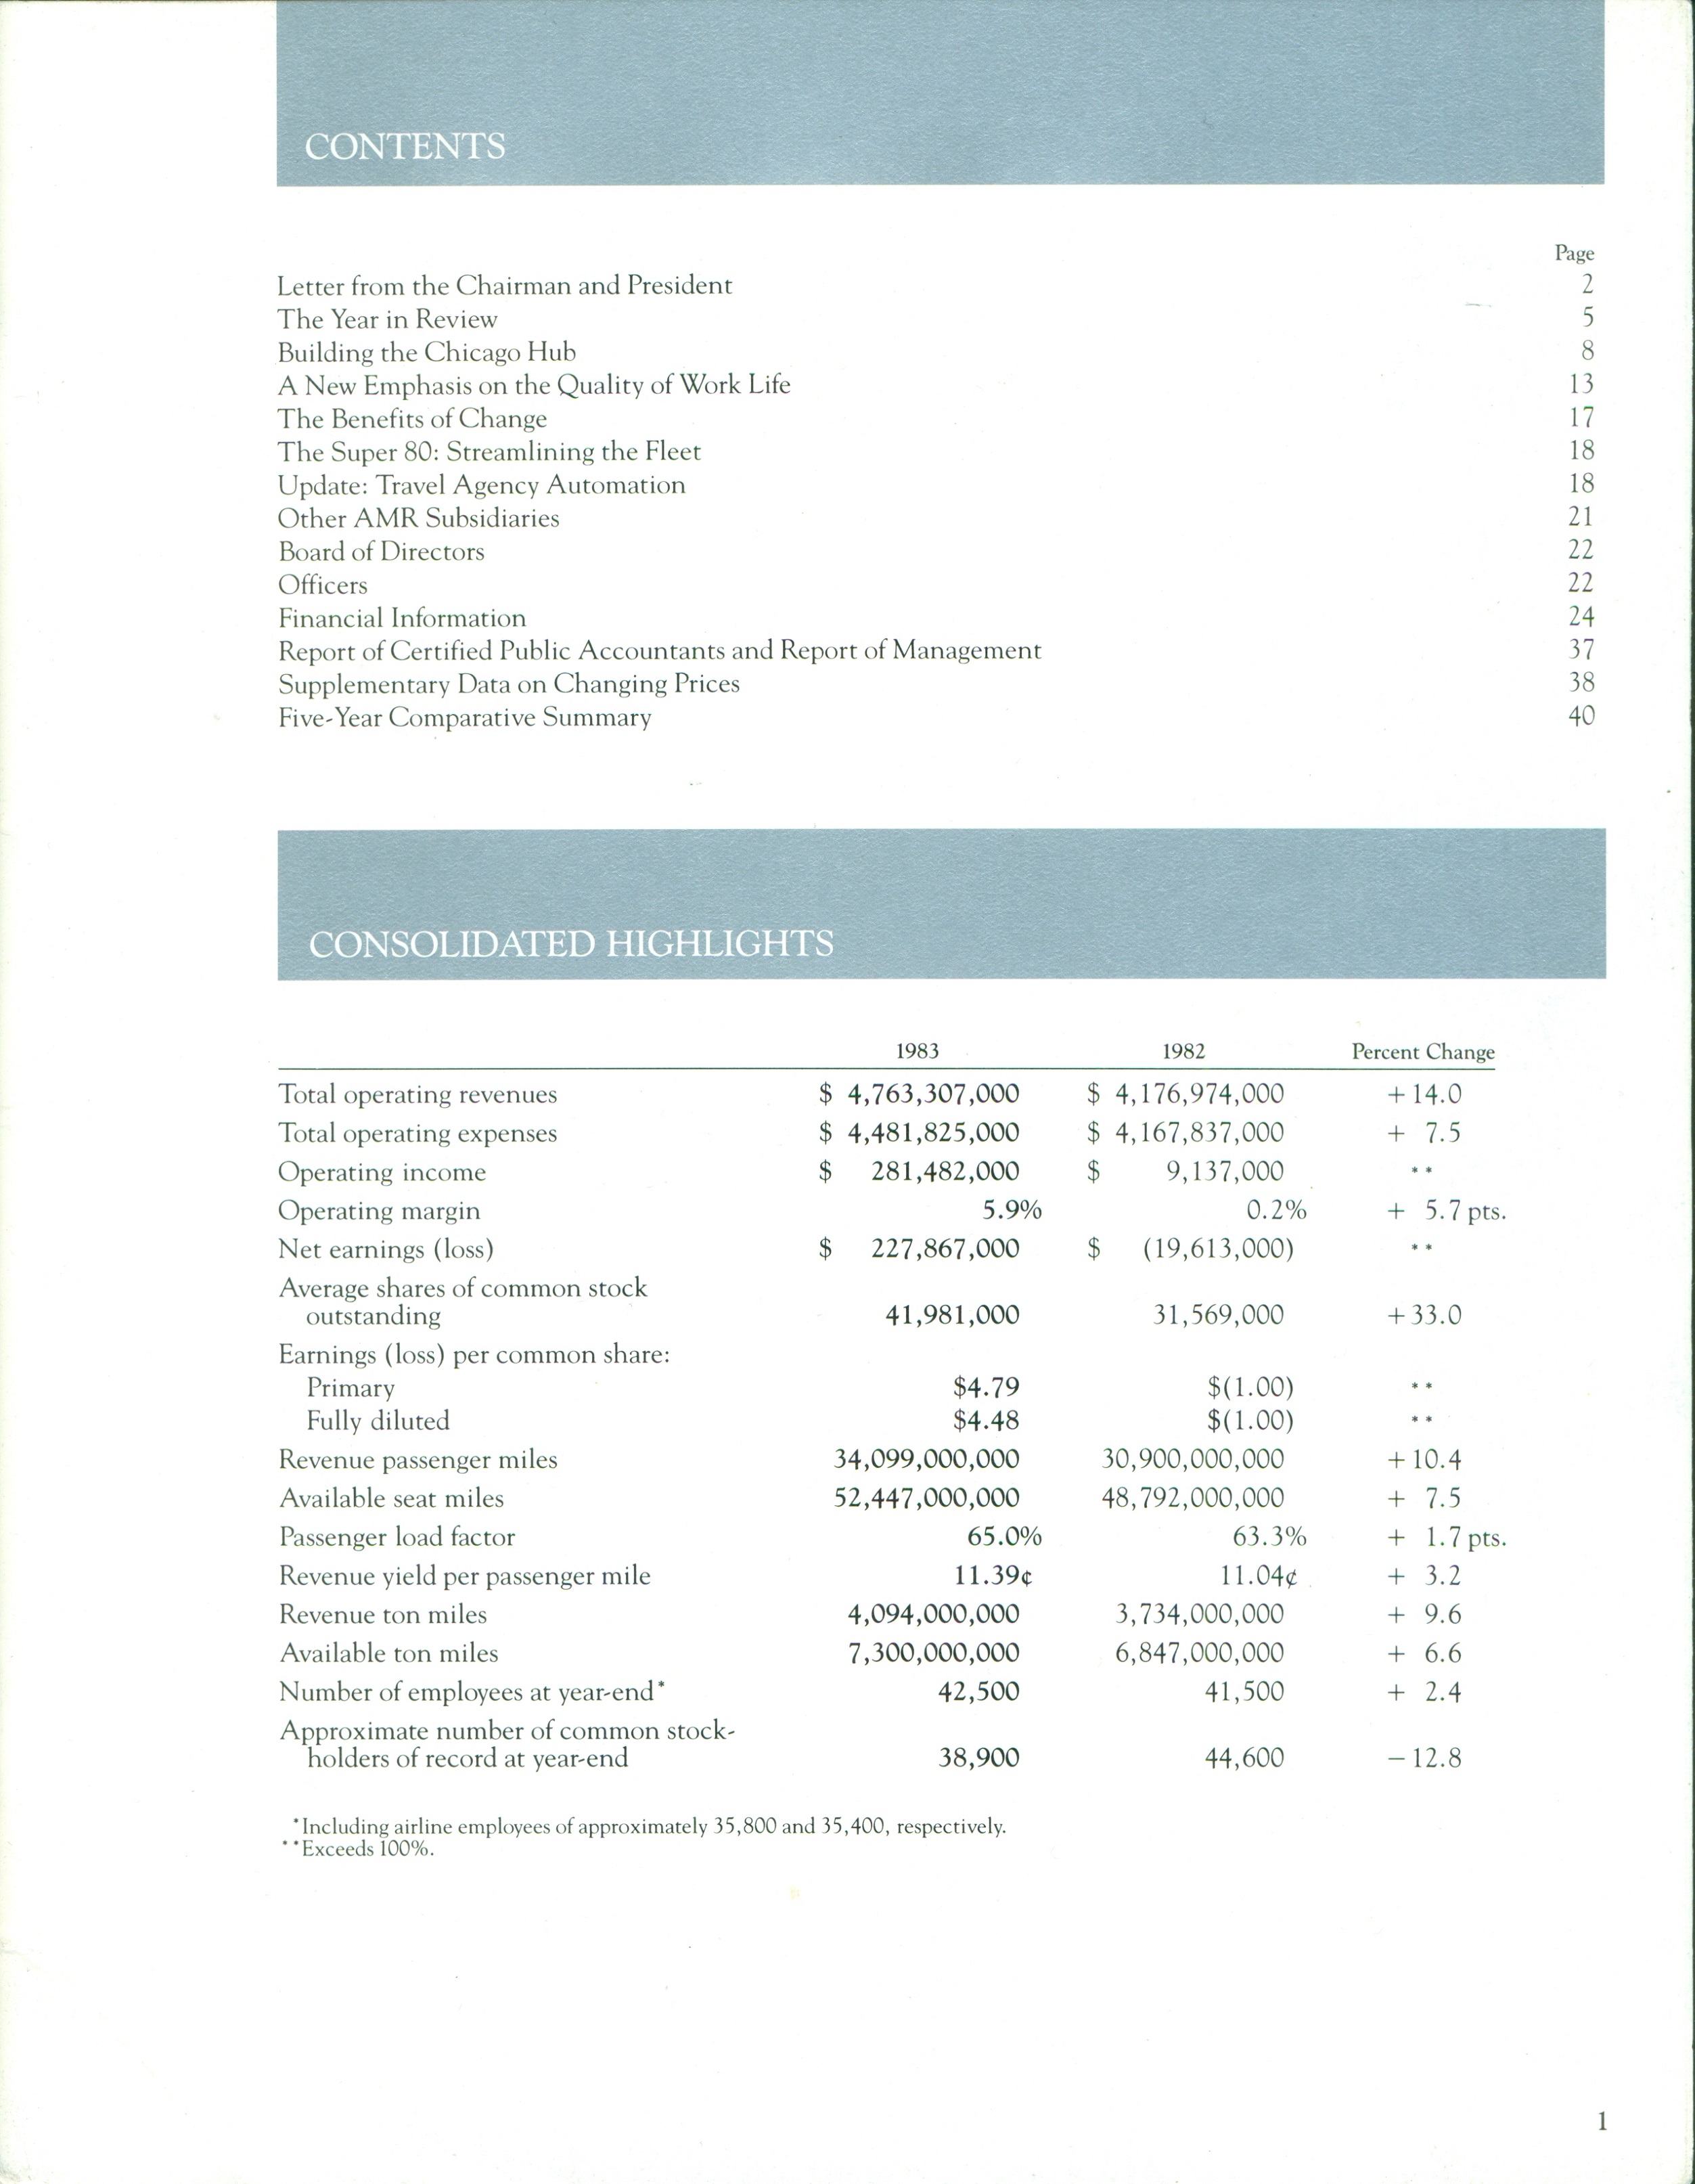 CONTENTS
Page
Letter from the Chairman and President 2
The Year in Review 5
Building the Chicago Hub 8
A New Emphasis on the Quality of Work Life 13
The Benefits of Change 17
The Super 80: Streamlining the Fleet 18
Update: Travel Agency Automation 18
Other AMR Subsidiaries 21
Board of Directors 22
Officers 22
Financial Information 24
Report of Certified Public Accountants and Report of Management 37
Supplementary Data on Changing Prices 38
Five-Year Comparative Summary 40
CONSOLIDATED HIGHLIGHTS
1983 1982 Percent Change
Total operating revenues $ 4,763,307,000 $ 4,176,974,000 +14.0
Total operating expenses $ 4,481,825,000 $ 4,167,837,000 + 7.5
Operating income $ 281,482,000 $ 9,137,000 **
Operating margin 5.9% 0.2% + 5.7 pts.
Net earnings (loss) $ 227,867,000 $ (19,613,000) **
Average shares of common stock
outstanding 41,981,000 31,569,000 +33.0
Earnings (loss) per common share:
Primary $4.79 $(1.00) **
Fully diluted $4.48 $(1.00) **
Revenue passenger miles 34,099,000,000 30,900,000,000 +10.4
Available seat miles 52,447,000,000 48,792,000,000 + 7.5
Passenger load factor 65.0% 63.3% + 1.7 pts.
Revenue yield per passenger mile 11.39¢ 11.04¢ + 3.2
Revenue ton miles 4,094,000,000 3,734,000,000 + 9.6
Available ton miles 7,300,000,000 6,847,000,000 + 6.6
Number of employees at year-end* 42,500 41,500 + 2.4
Approximate number of common stock-
holders of record at year-end 38,900 44,600 −12.8
*Including airline employees of approximately 35,800 and 35,400, respectively.
**Exceeds 100%.
1